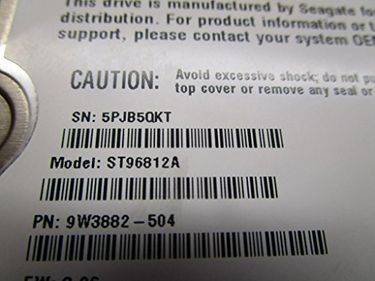 This drive is manufactured by Seagate for
distribution. For product information or t
support, please contact your system OEM
CAUTION: Avoid excessive shock; do not pu
top cover or remove any seal or
SN: 5PJB5QKT
Model: ST96812A
PN: 9W3882-504